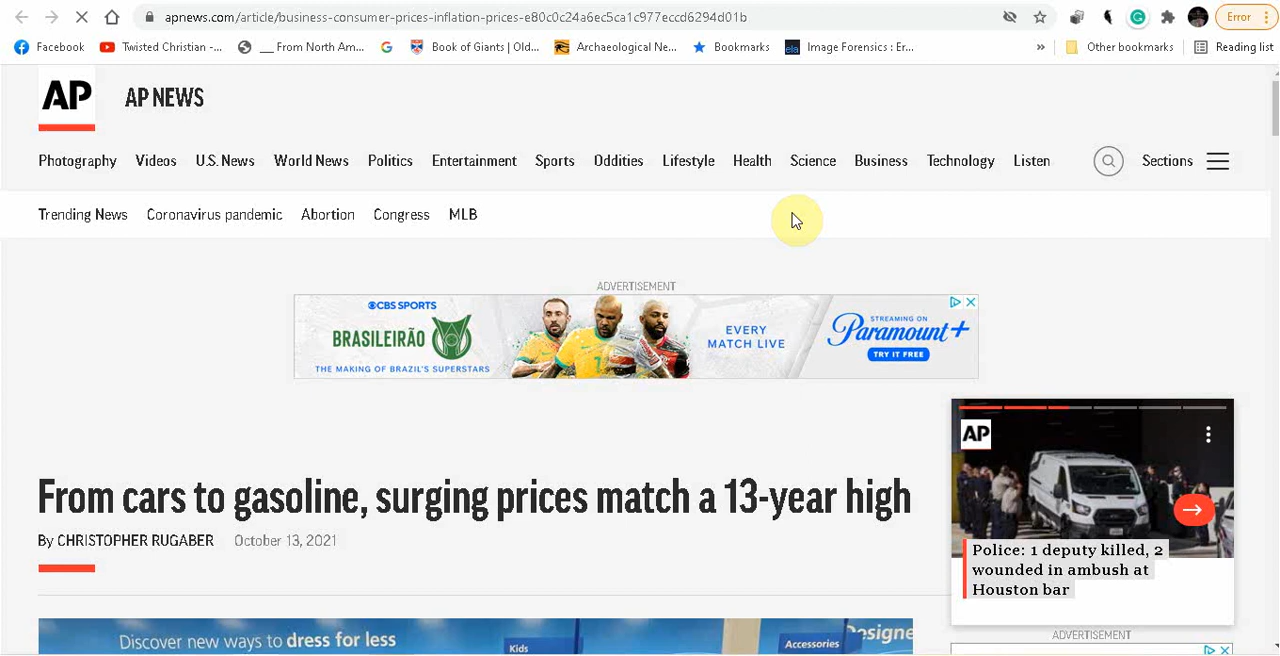 apnews.com/article/business-consumer-prices-inflation-prices-e80c0c24a6ec5ca1c977eccd6294d01b
Error
Facebook
Twisted Christian -...
__ From North Am...
Book of Giants | Old...
Archaeological Ne...
Bookmarks
ela
Image Forensics : Er...
»
Other bookmarks
Reading list
AP
AP NEWS
Photography Videos U.S. News World News Politics Entertainment Sports Oddities Lifestyle Health Science Business Technology Listen
Sections
Trending News Coronavirus pandemic Abortion Congress MLB
ADVERTISEMENT
CBS SPORTS
BRASILEIRÃO
THE MAKING OF BRAZIL'S SUPERSTARS
EVERY
MATCH LIVE
STREAMING ON
Paramount+
TRY IT FREE
From cars to gasoline, surging prices match a 13-year high
By CHRISTOPHER RUGABER October 13, 2021
AP
Police: 1 deputy killed, 2
wounded in ambush at
Houston bar
ADVERTISEMENT
Discover new ways to dress for less
Kids
Accessories
Designe